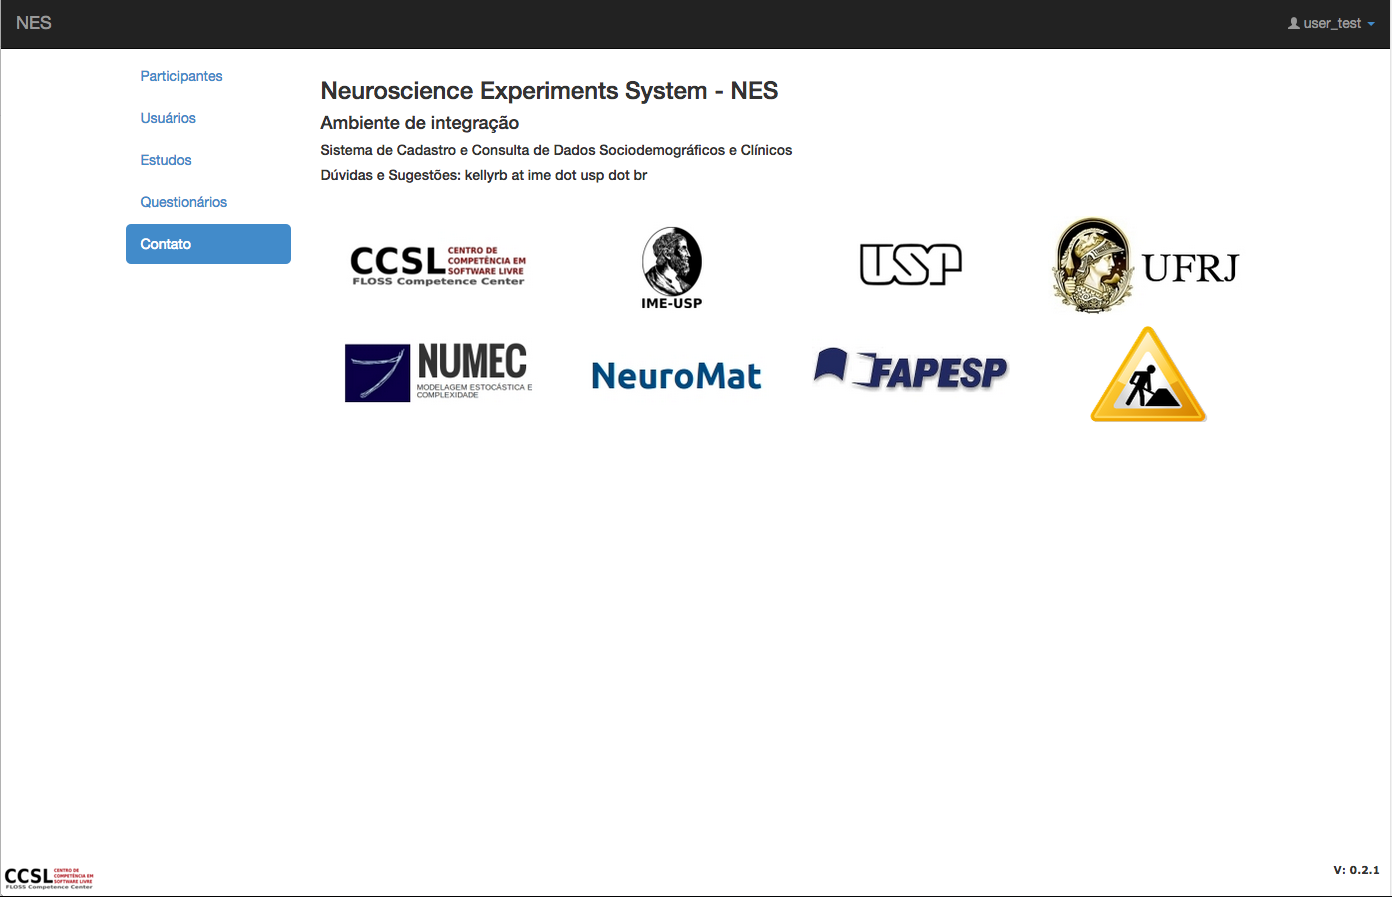 NES
user_test
Participantes
Usuários
Estudos
Questionários
Contato
Neuroscience Experiments System - NES
Ambiente de integração
Sistema de Cadastro e Consulta de Dados Sociodemográficos e Clínicos
Dúvidas e Sugestões: kellyrb at ime dot usp dot br
CCSL CENTRO DE
COMPETÊNCIA EM
SOFTWARE LIVRE
FLOSS Competence Center
IME-USP
USP
UFRJ
NUMEC
MODELAGEM ESTOCÁSTICA E
COMPLEXIDADE
NeuroMat
FAPESP
CCSL CENTRO DE
COMPETÊNCIA EM
SOFTWARE LIVRE
FLOSS Competence Center
V: 0.2.1